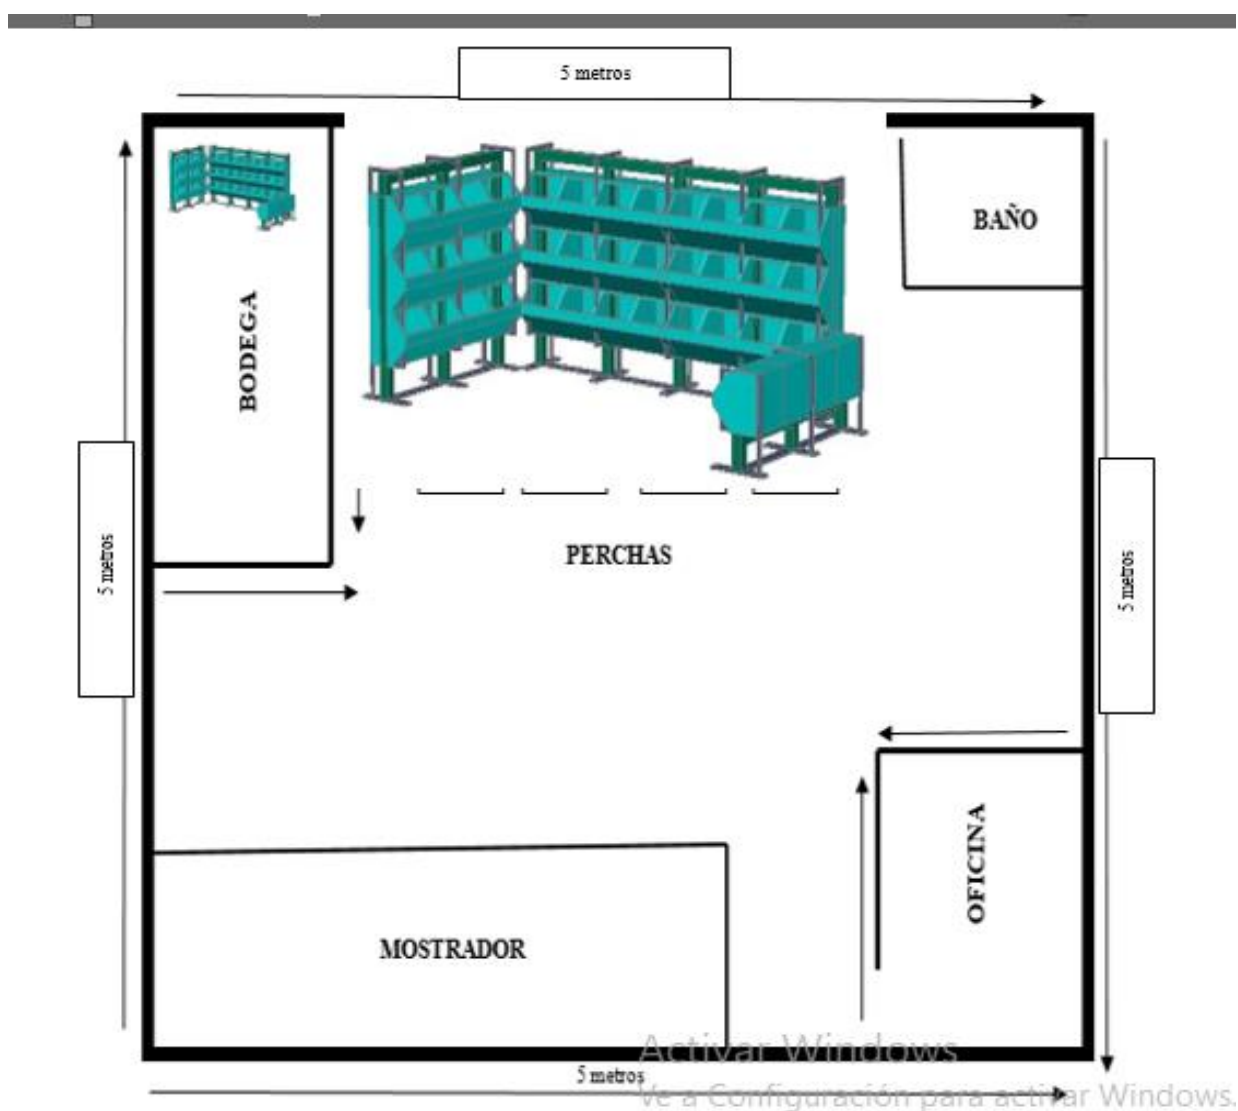 5 metros
BAÑO
BODEGA
5 metros
PERCHAS
5 metros
OFICINA
MOSTRADOR
Activar Windows
5 metros
Ve a Configuración para activar Windows.